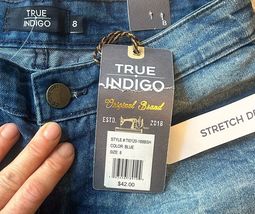 TRUE
INDIGO
8
TRUE
INDIGO
Original Brand
ESTD. 2018
COLOR: BLUE
SIZE: 8
$42.00
STRETCH